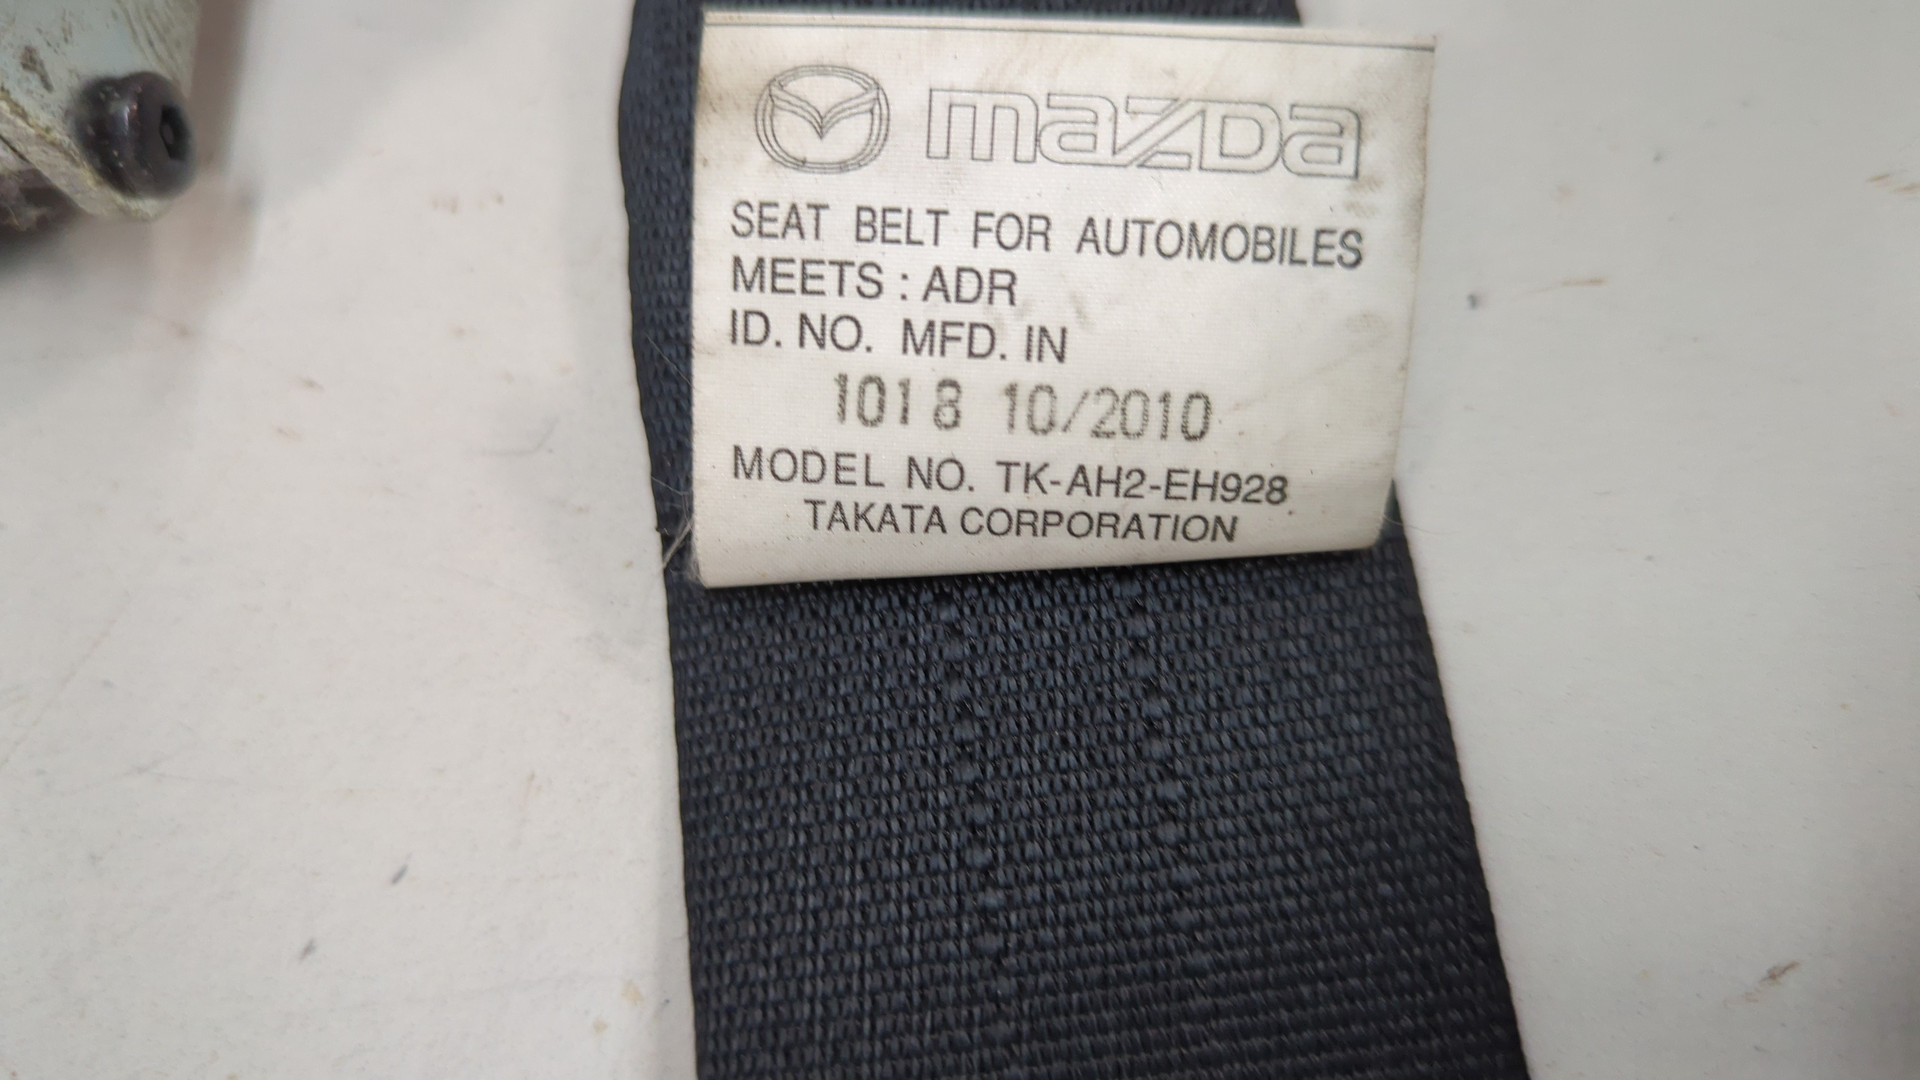 mazda
SEAT BELT FOR AUTOMOBILES
MEETS : ADR
ID. NO. MFD. IN
1018 10/2010
MODEL NO. TK-AH2-EH928
TAKATA CORPORATION